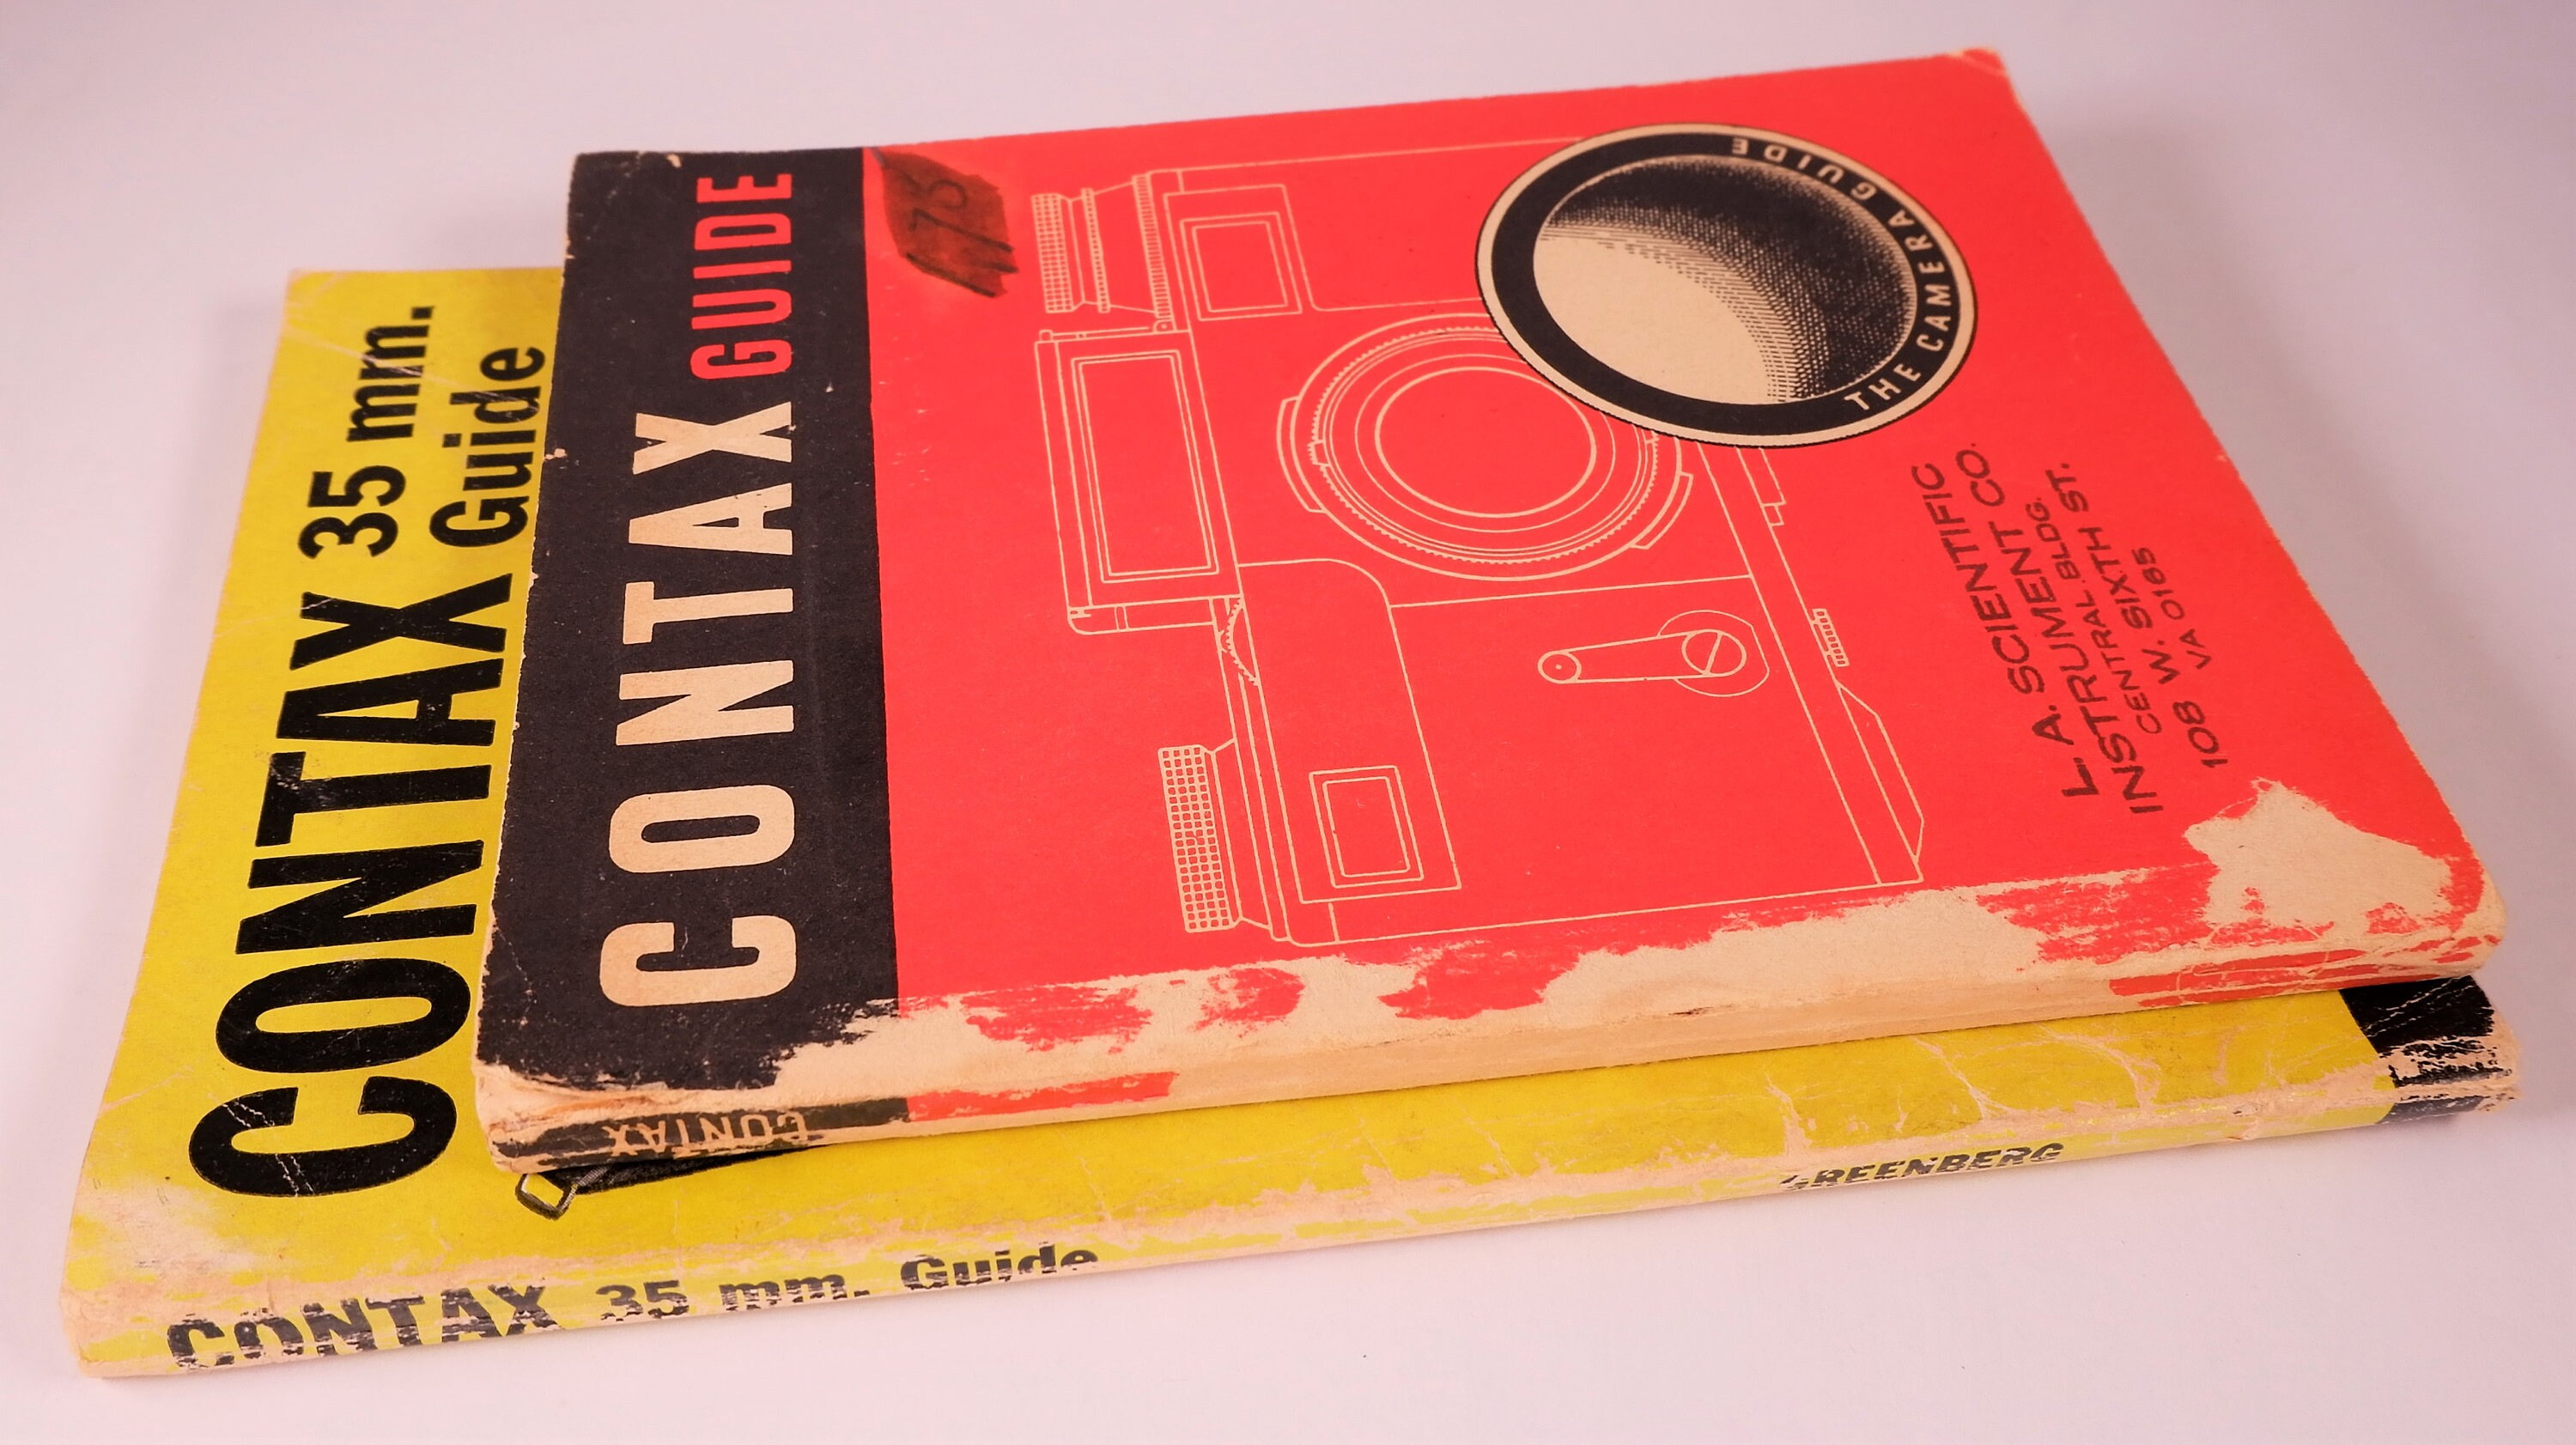 CONTAX 35 mm.
Guide
CONTAX GUIDE
THE CAMERA GUIDE
L. A. SCIENTIFIC
INSTRUMENT CO.
CENTRAL BLDG.
108 W. SIXTH ST.
VA 0165
CONTAX
GREENBERG
CONTAX 35 mm. Guide